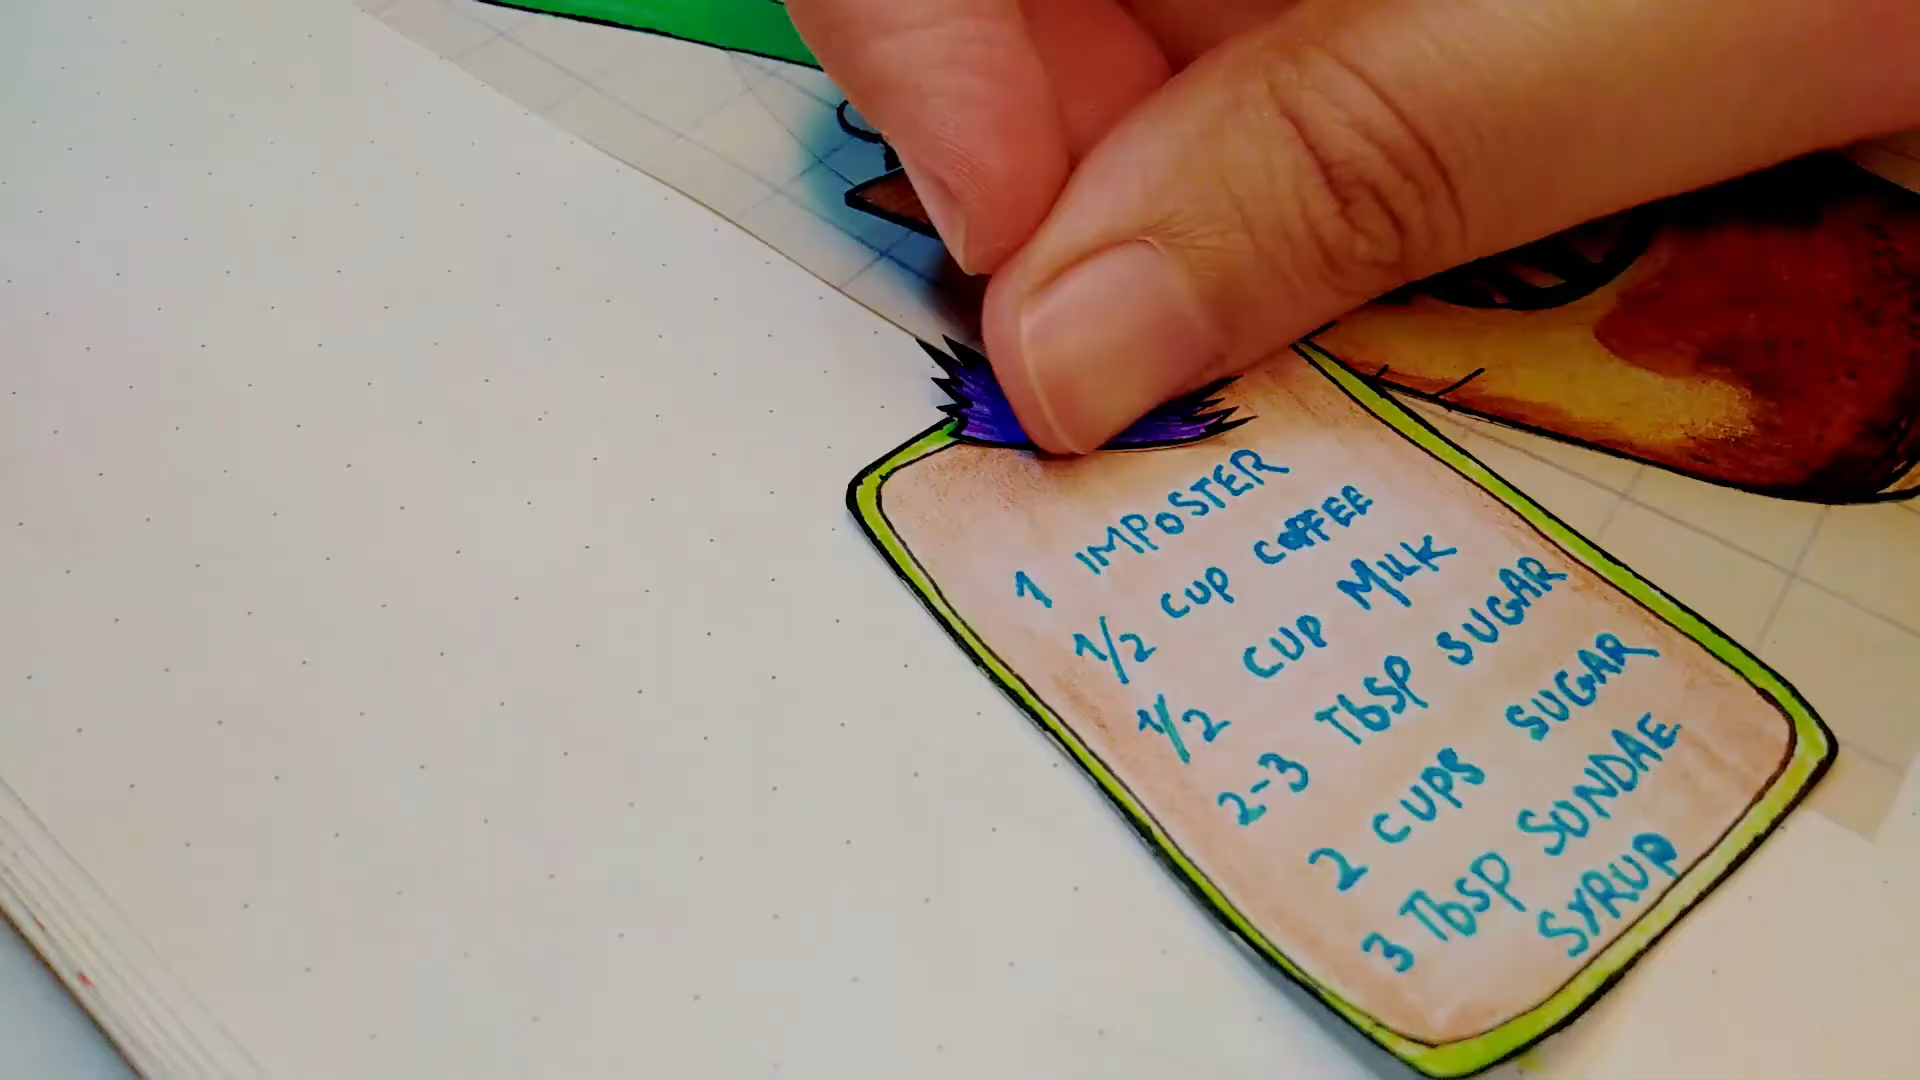 1 IMPOSTER
1/2 CUP COFFEE
1/2 CUP MILK
2-3 TbSP SUGAR
2 CUPS SUGAR
3 TbSP SUNDAE
SYRUP